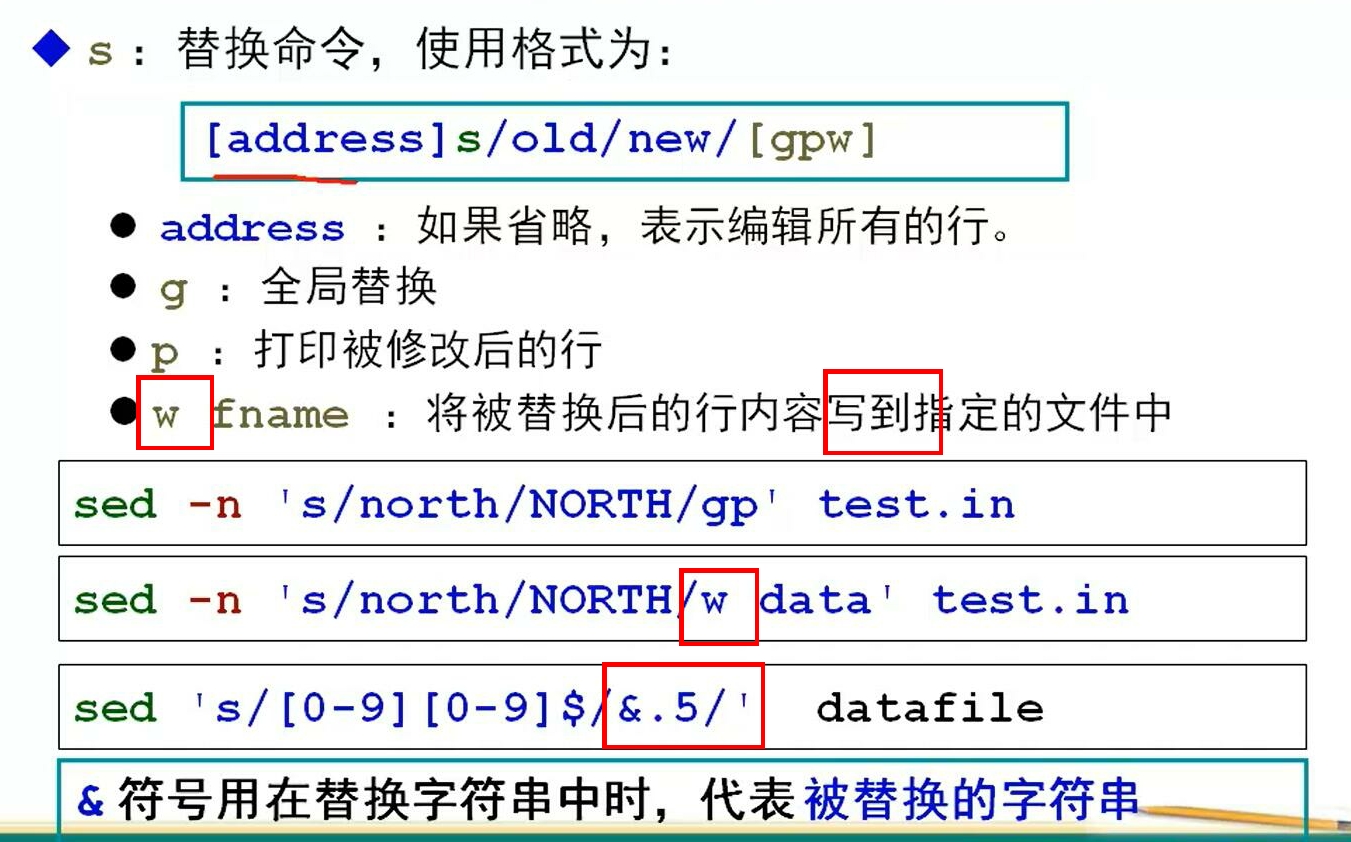 s : 替换命令，使用格式为：
[address]s/old/new/[gpw]
address : 如果省略，表示编辑所有的行。
g : 全局替换
p : 打印被修改后的行
w fname : 将被替换后的行内容写到指定的文件中
sed -n 's/north/NORTH/gp' test.in
sed -n 's/north/NORTH/w data' test.in
sed 's/[0-9][0-9]$/&.5/' datafile
& 符号用在替换字符串中时，代表被替换的字符串